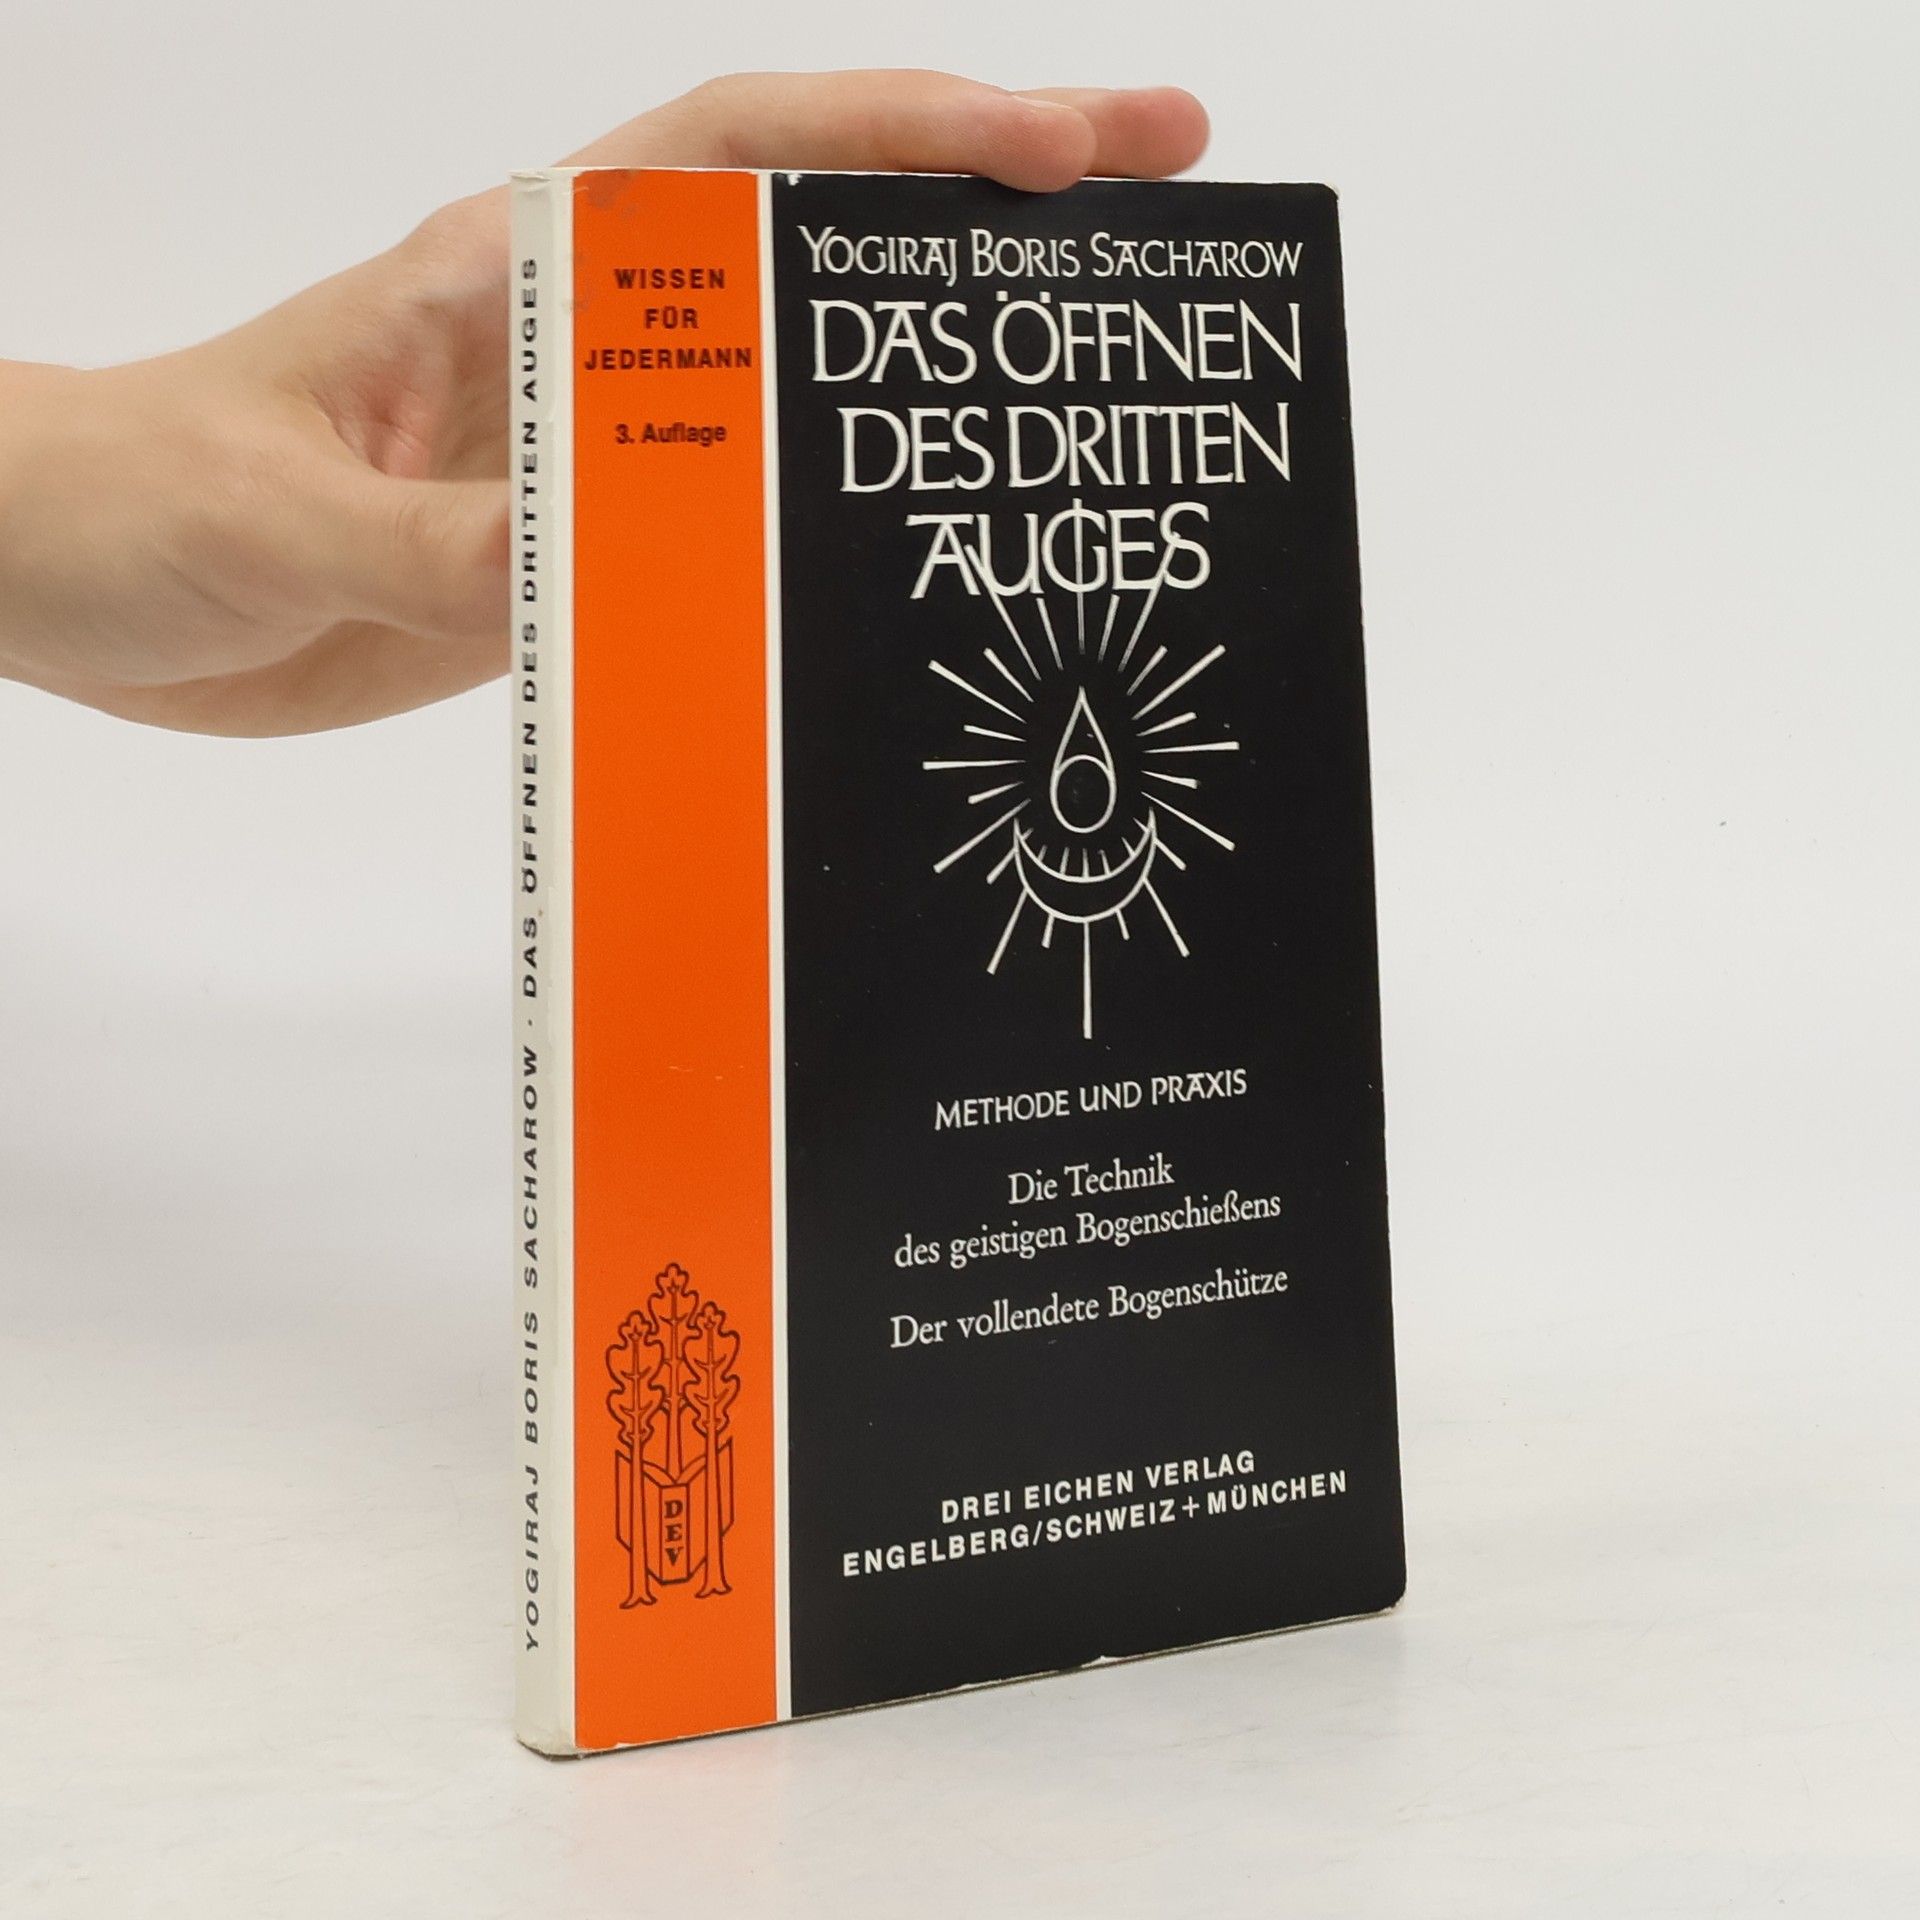 YOGIRAJ BORIS SACHAROW · DAS ÖFFNEN DES DRITTEN AUGES
WISSEN
FÜR
JEDERMANN
3. Auflage
DEV
YOGIRAJ BORIS SACHAROW
DAS ÖFFNEN
DES DRITTEN
AUGES
METHODE UND PRAXIS
Die Technik
des geistigen Bogenschießens
Der vollendete Bogenschütze
DREI EICHEN VERLAG
ENGELBERG/SCHWEIZ + MÜNCHEN